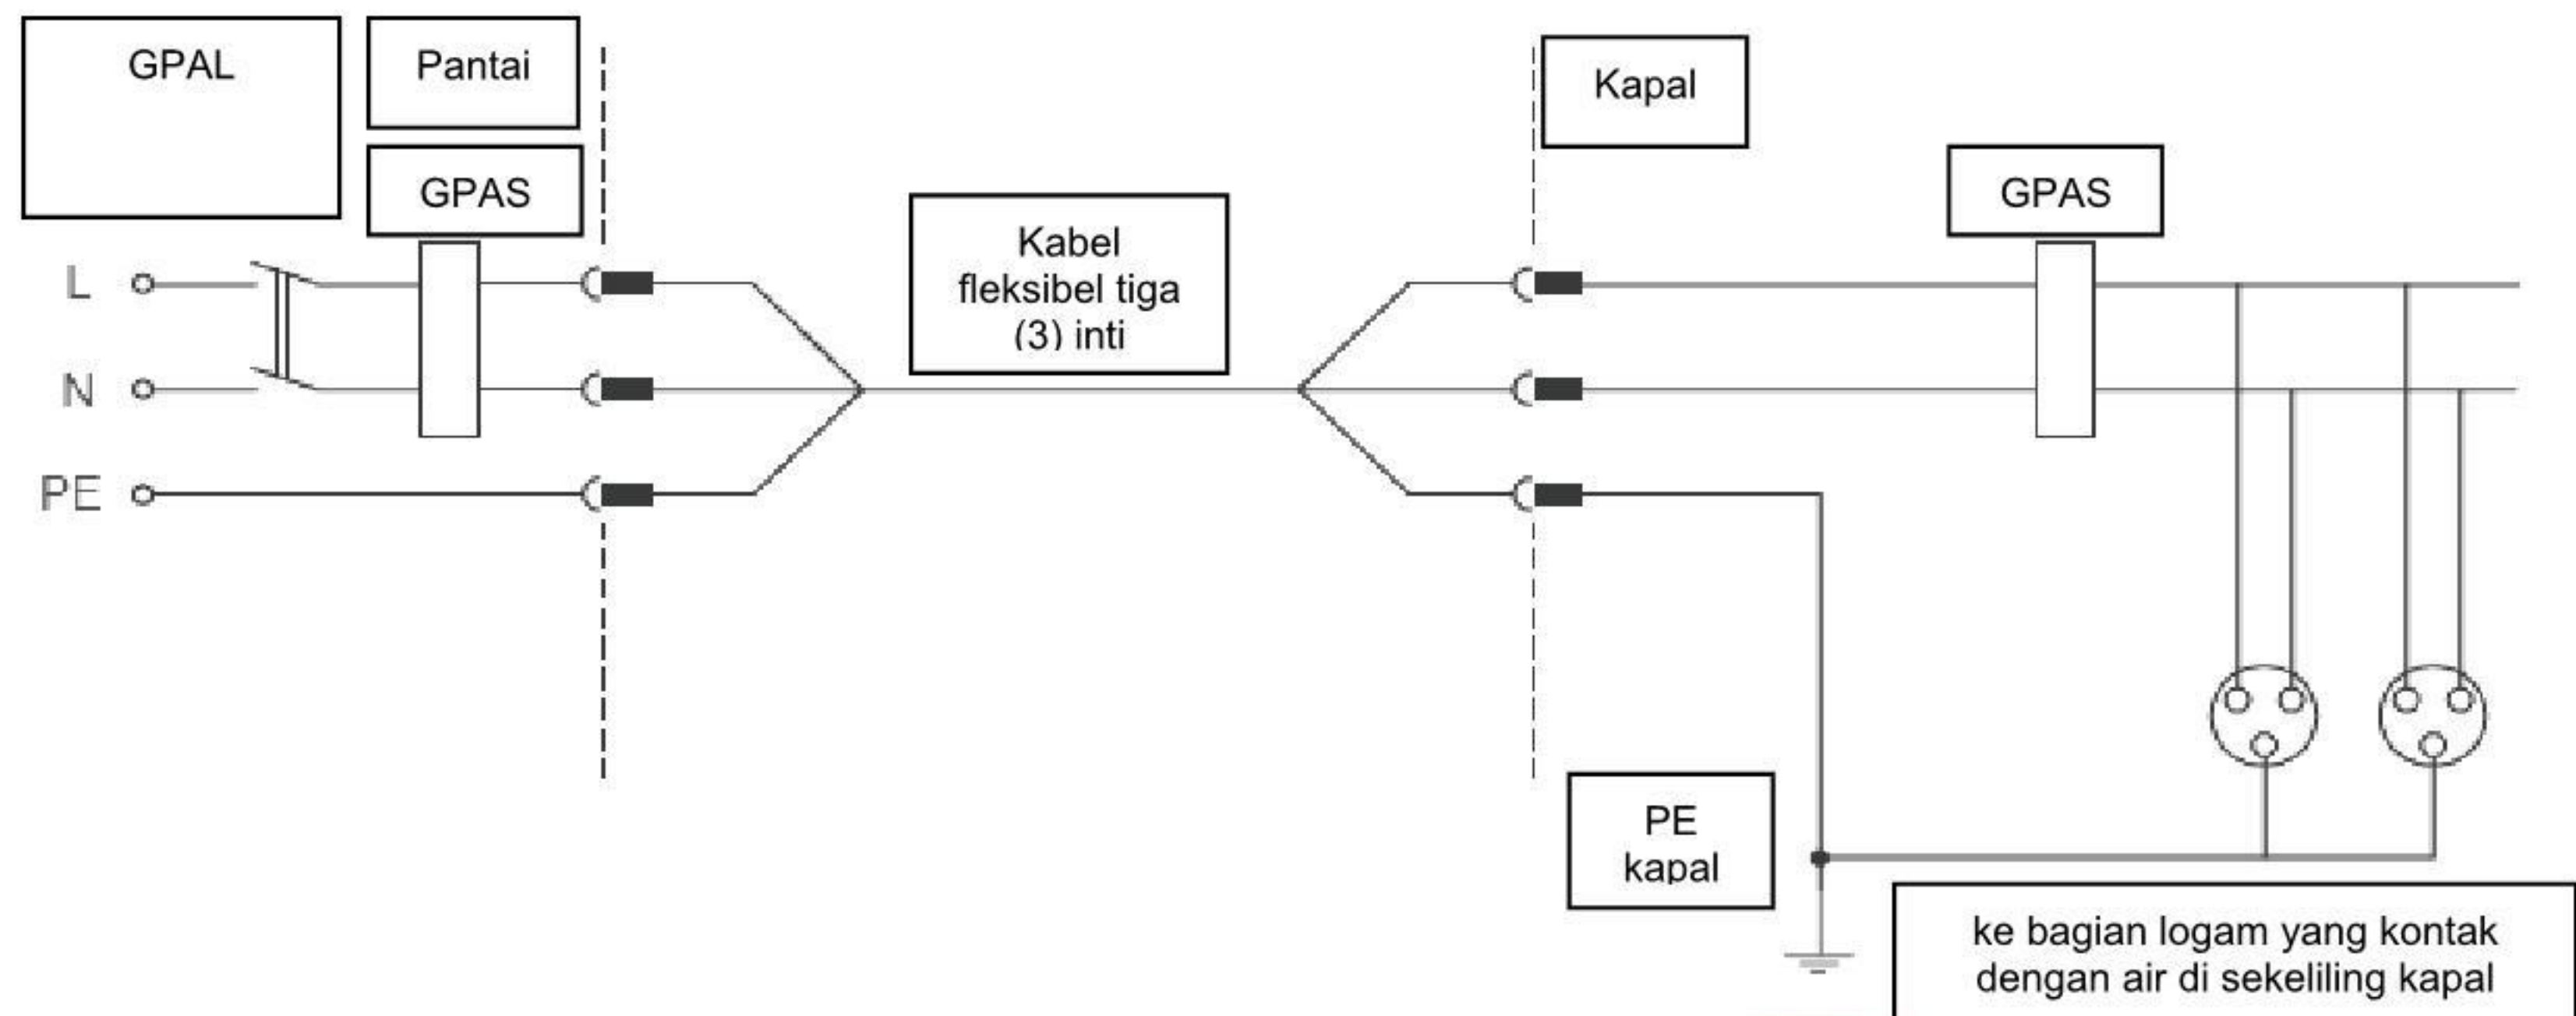 GPAL
Pantai
Kapal
GPAS
GPAS
Kabel
fleksibel tiga
(3) inti
L
N
PE
PE
kapal
ke bagian logam yang kontak
dengan air di sekeliling kapal